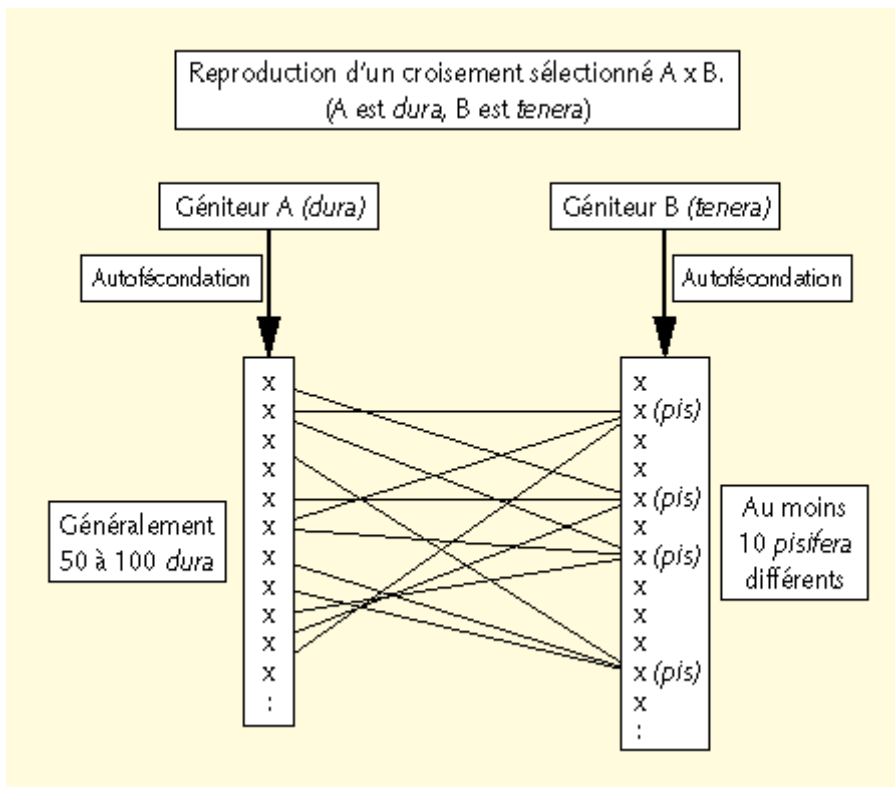 Reproduction d'un croisement sélectionné A x B.
(A est dura, B est tenera)
Géniteur A (dura)
Géniteur B (tenera)
Autofécondation
Autofécondation
x
x
x
x
x
x
x
x
x
x
x
:
x
x (pis)
x
x
x (pis)
x
x (pis)
x
x
x
x (pis)
x
:
Généralement
50 à 100 dura
Au moins
10 pisifera
différents